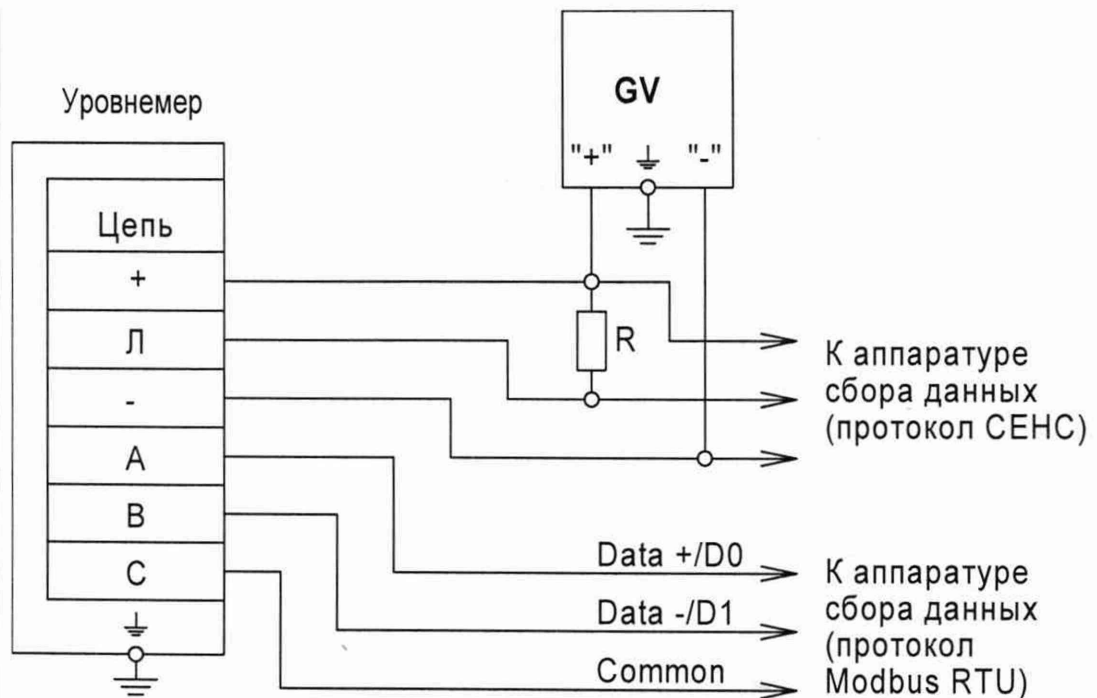 GV
"+" "-"
Уровнемер
Цепь
+
Л
-
А
В
С
R
К аппаратуре
сбора данных
(протокол СЕНС)
Data +/D0
Data -/D1
Common
К аппаратуре
сбора данных
(протокол
Modbus RTU)